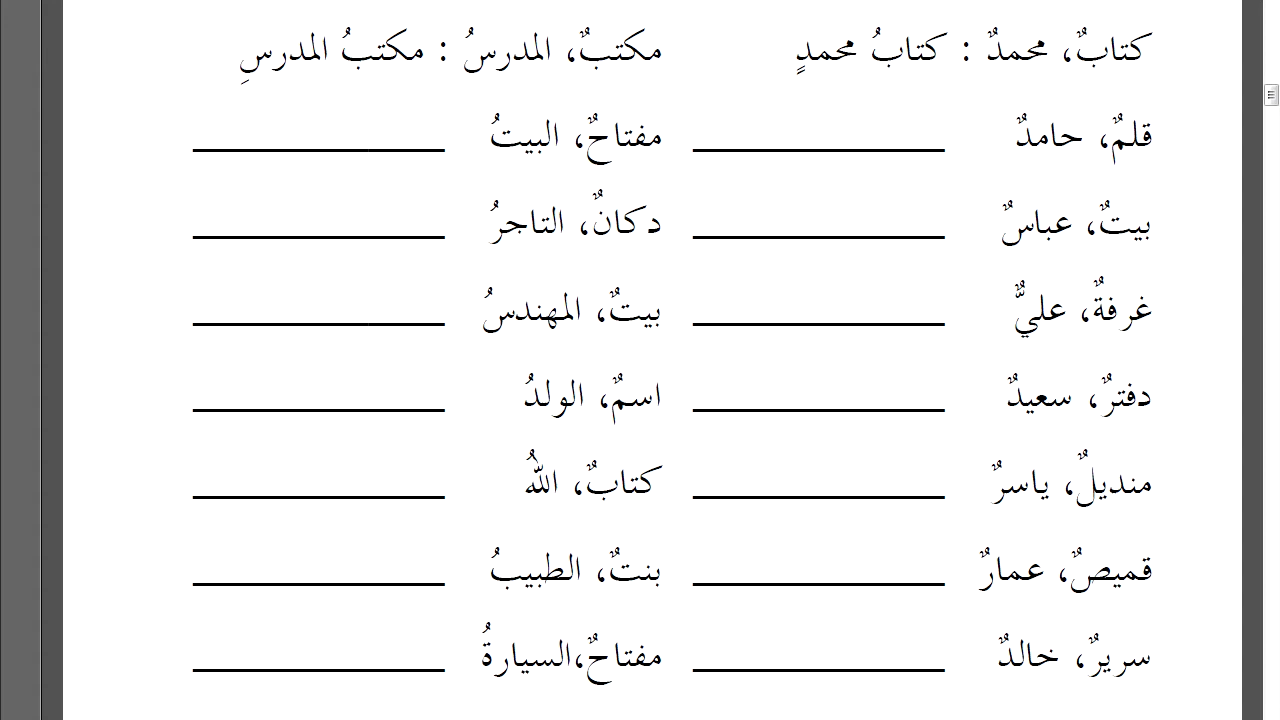 كتابٌ، محمدٌ : كتابُ محمدٍ مكتبٌ، المدرسُ : مكتبُ المدرسِ
قلمٌ، حامدٌ ____________ مفتاحٌ، البيتُ ____________
بيتٌ، عباسٌ ____________ دكانٌ، التاجرُ ____________
غرفةٌ، عليٌّ ____________ بيتٌ، المهندسُ ____________
دفترٌ، سعيدٌ ____________ اسمٌ، الولدُ ____________
منديلٌ، ياسرٌ ____________ كتابٌ، اللهُ ____________
قميصٌ، عمارٌ ____________ بنتٌ، الطبيبُ ____________
سريرٌ، خالدٌ ____________ مفتاحٌ،السيارةُ ____________